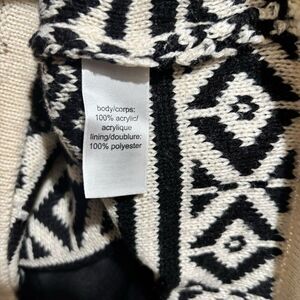 body/corps:
100% acrylic/
acrylique
lining/doublure:
100% polyester